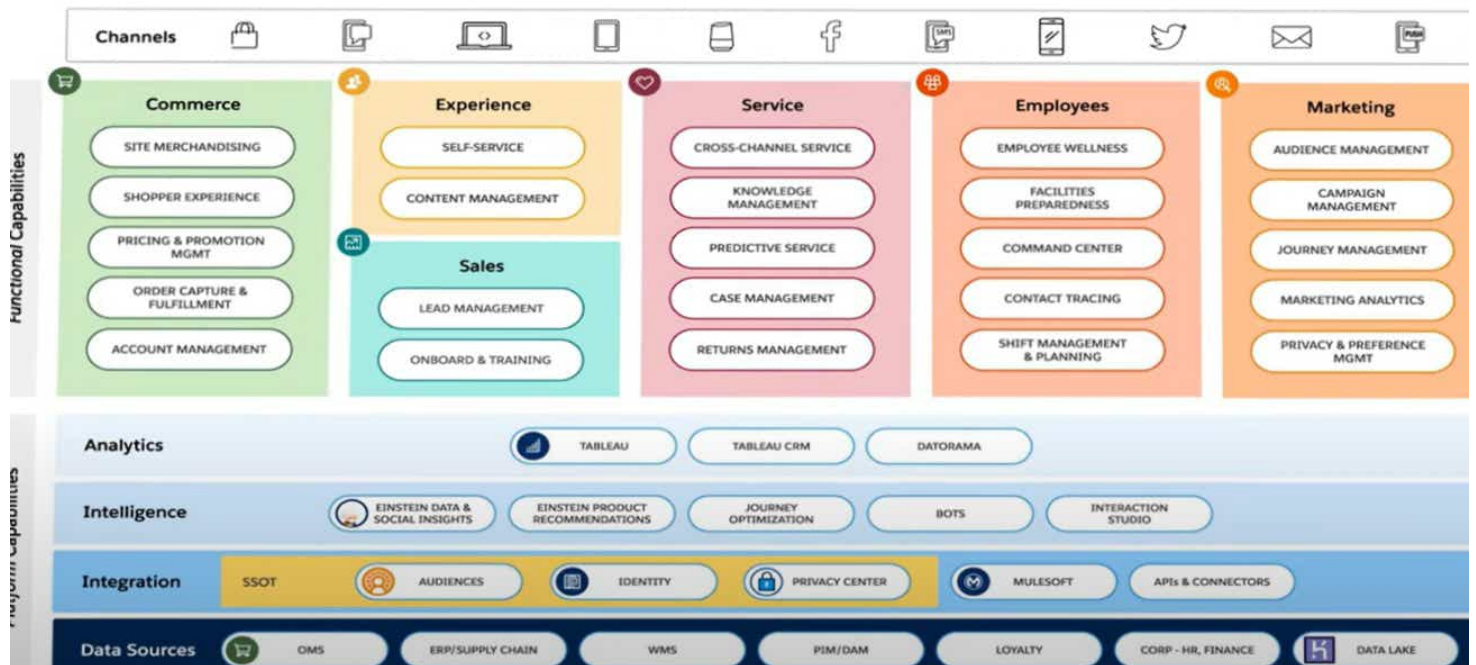 Channels
SMS
PUSH
Functional Capabilities
Commerce
SITE MERCHANDISING
SHOPPER EXPERIENCE
PRICING & PROMOTION
MGMT
ORDER CAPTURE &
FULFILLMENT
ACCOUNT MANAGEMENT
Experience
SELF-SERVICE
CONTENT MANAGEMENT
Sales
LEAD MANAGEMENT
ONBOARD & TRAINING
Service
CROSS-CHANNEL SERVICE
KNOWLEDGE
MANAGEMENT
PREDICTIVE SERVICE
CASE MANAGEMENT
RETURNS MANAGEMENT
Employees
EMPLOYEE WELLNESS
FACILITIES
PREPAREDNESS
COMMAND CENTER
CONTACT TRACING
SHIFT MANAGEMENT
& PLANNING
Marketing
AUDIENCE MANAGEMENT
CAMPAIGN
MANAGEMENT
JOURNEY MANAGEMENT
MARKETING ANALYTICS
PRIVACY & PREFERENCE
MGMT
Platform Capabilities
Analytics
TABLEAU
TABLEAU CRM
DATORAMA
Intelligence
EINSTEIN DATA &
SOCIAL INSIGHTS
EINSTEIN PRODUCT
RECOMMENDATIONS
JOURNEY
OPTIMIZATION
BOTS
INTERACTION
STUDIO
Integration
SSOT
AUDIENCES
IDENTITY
PRIVACY CENTER
MULESOFT
APIs & CONNECTORS
Data Sources
OMS
ERP/SUPPLY CHAIN
WMS
PIM/DAM
LOYALTY
CORP - HR, FINANCE
DATA LAKE